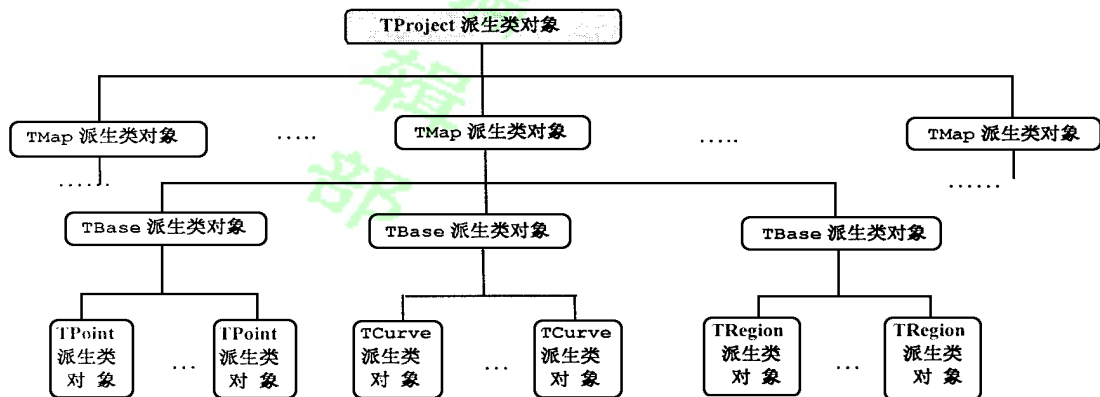 TProject 派生类对象
TMap 派生类对象
·····
TMap 派生类对象
·····
TMap 派生类对象
······
······
TBase 派生类对象
TBase 派生类对象
TBase 派生类对象
TPoint
派生类
对 象
...
TPoint
派生类
对 象
TCurve
派生类
对 象
...
TCurve
派生类
对 象
TRegion
派生类
对 象
...
TRegion
派生类
对 象
辑
部